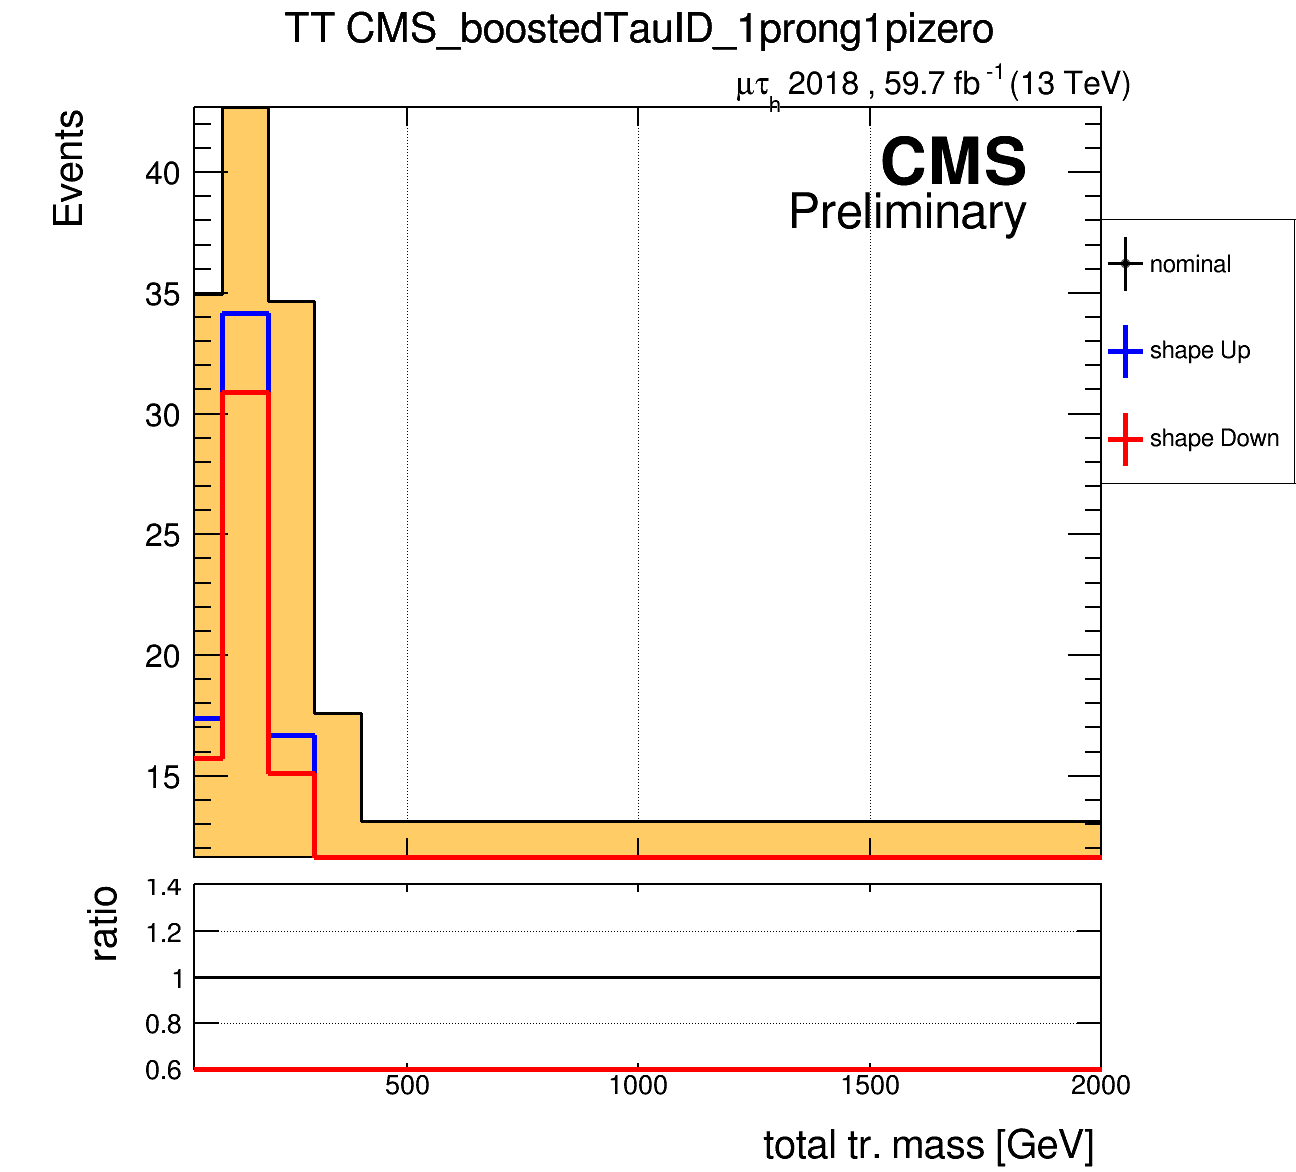 TT CMS_boostedTauID_1prong1pizero
μτh 2018 , 59.7 fb-1 (13 TeV)
Events
CMS
Preliminary
40
35
30
25
20
15
nominal
shape Up
shape Down
ratio
1.4
1.2
1
0.8
0.6
500 1000 1500 2000
total tr. mass [GeV]